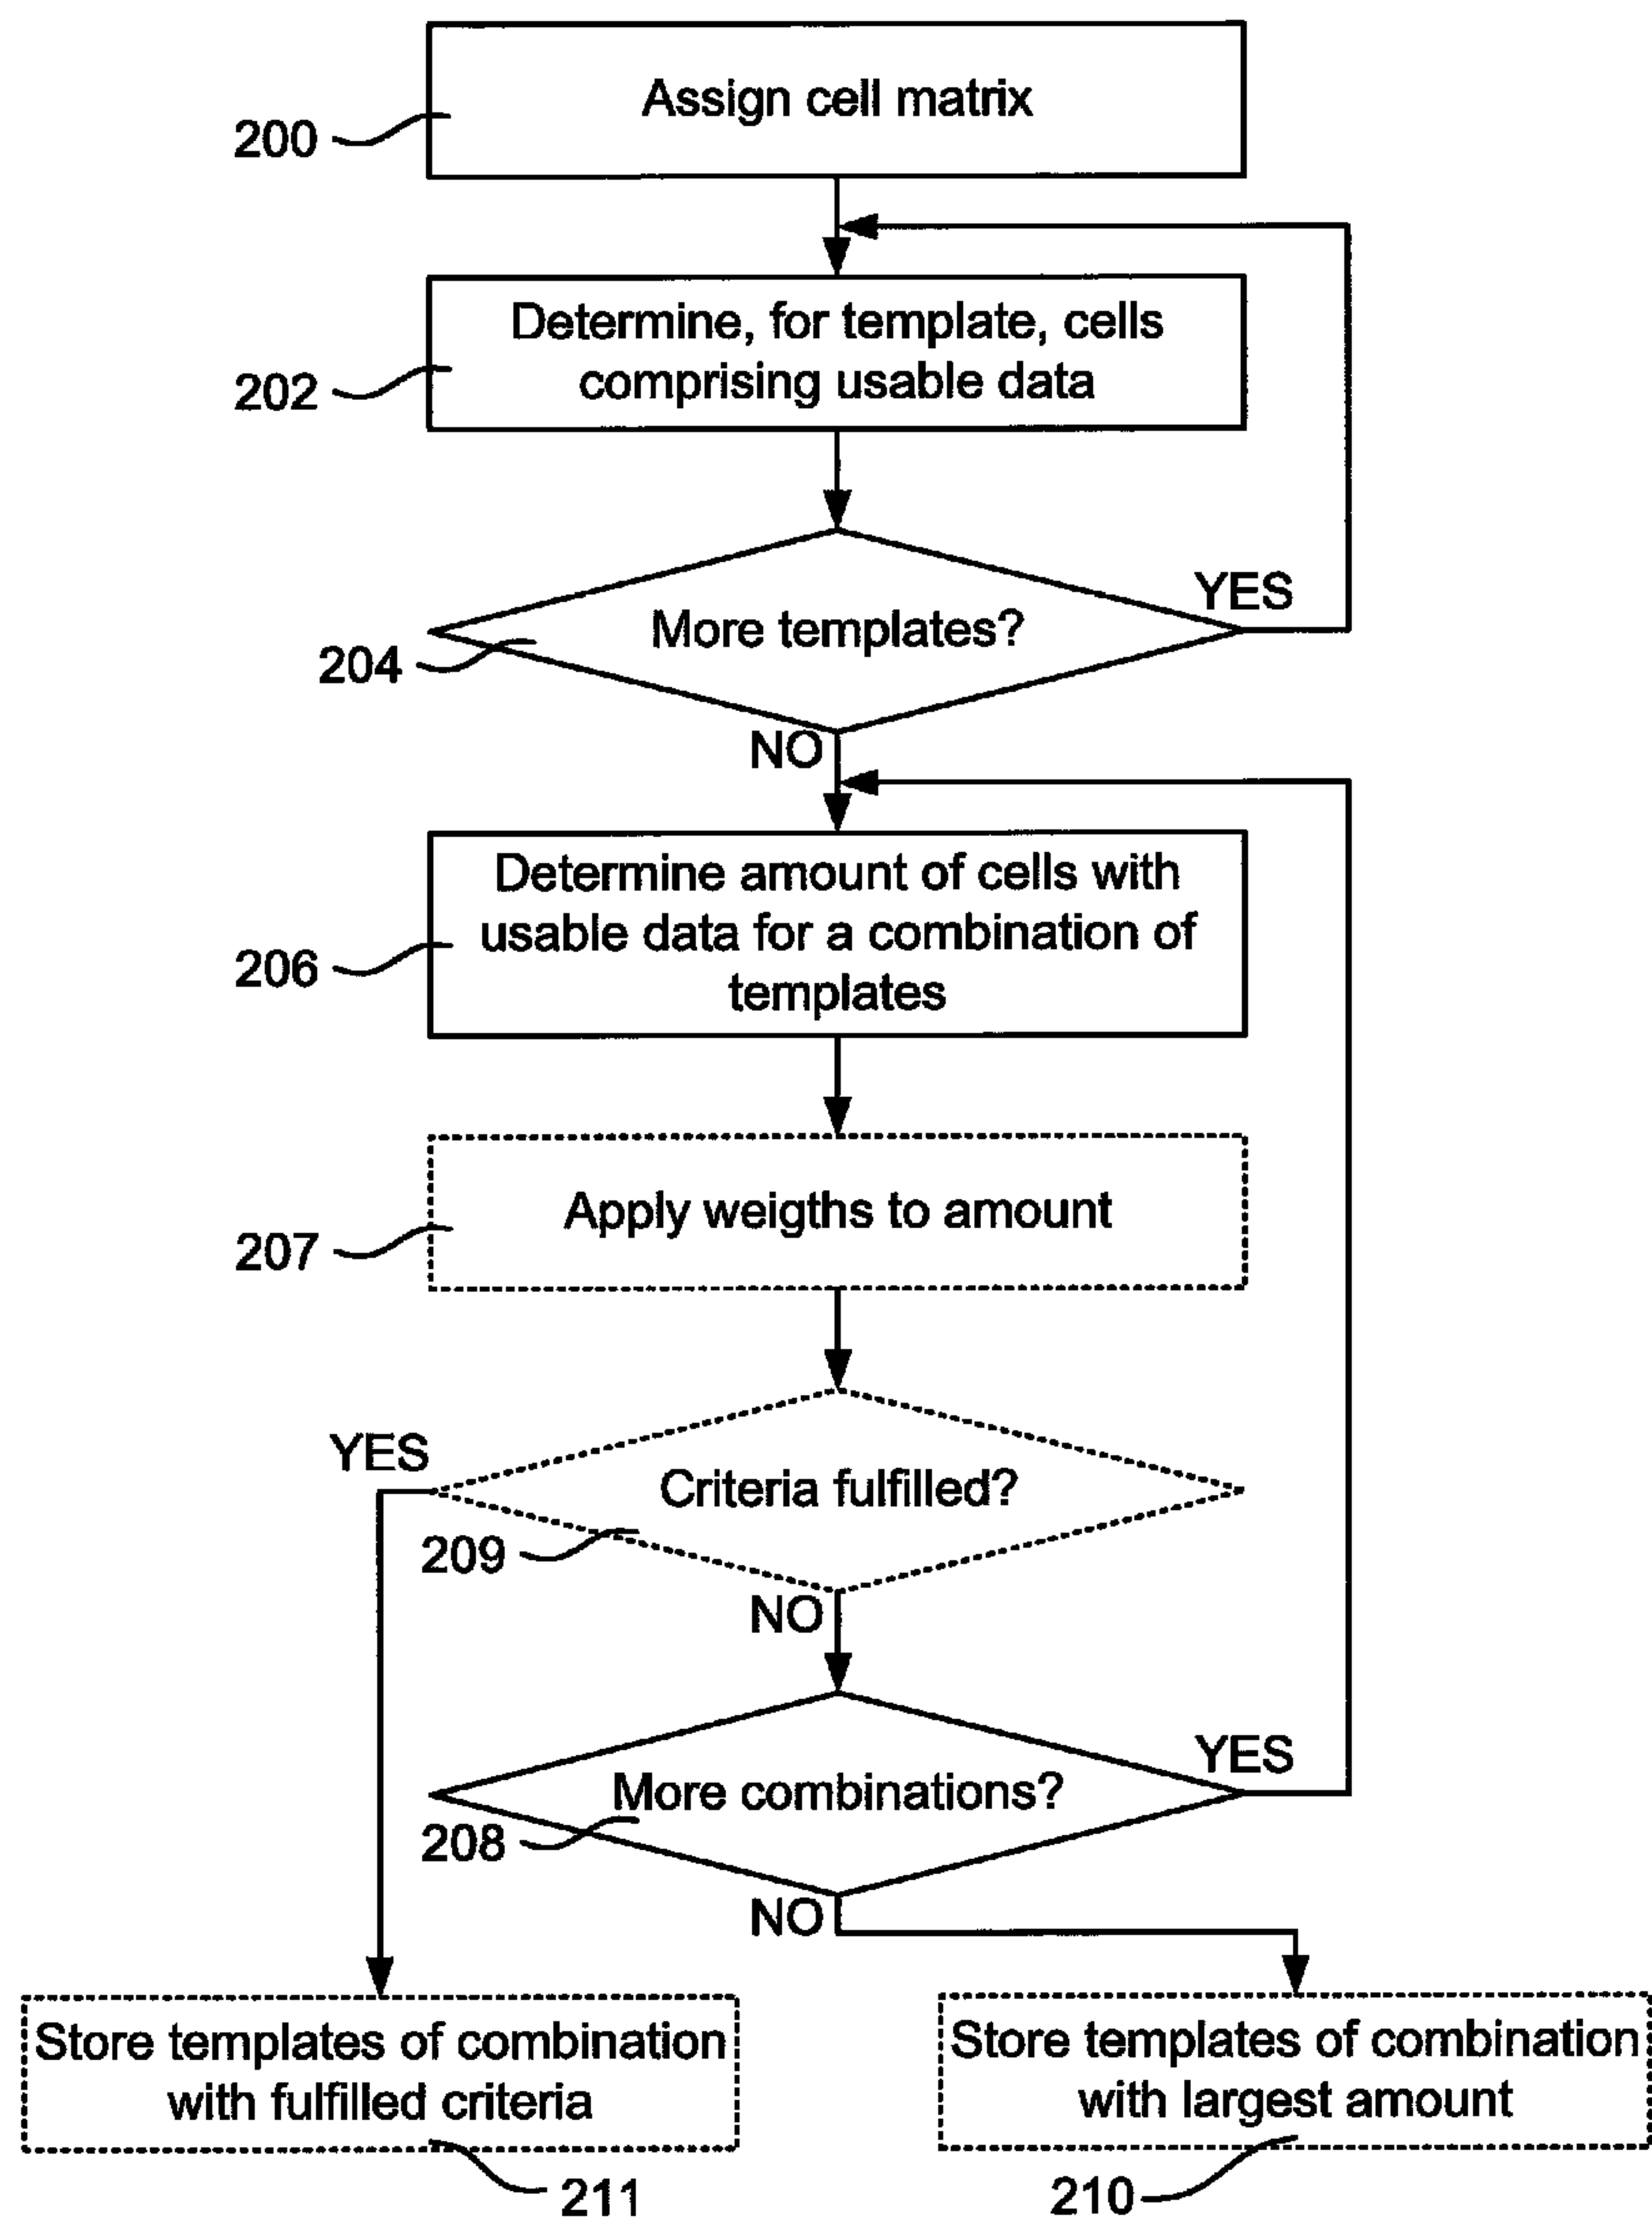 Assign cell matrix
200
Determine, for template, cells
comprising usable data
202
YES
More templates?
204
NO
Determine amount of cells with
usable data for a combination of
templates
206
Apply weigths to amount
207
YES
Criteria fulfilled?
209
NO
YES
More combinations?
208
NO
Store templates of combination
with fulfilled criteria
211
Store templates of combination
with largest amount
210